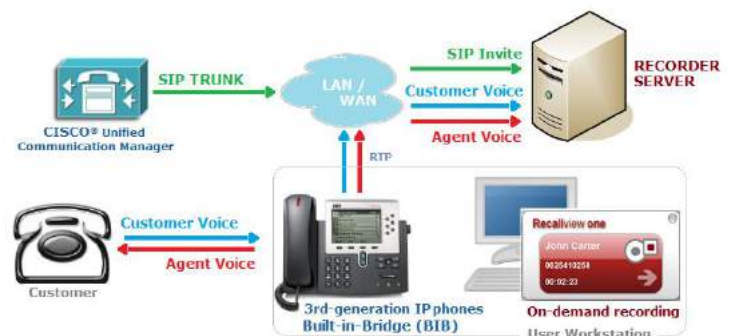 SIP TRUNK
LAN /
WAN
SIP Invite
RECORDER
SERVER
Customer Voice
Agent Voice
CISCO® Unified
Communication Manager
RTP
Customer Voice
Agent Voice
Customer
Recallview one
John Carter
0625410258
00:02:23
3rd-generation IP phones
Built-in-Bridge (BIB)
On-demand recording
User Workstation